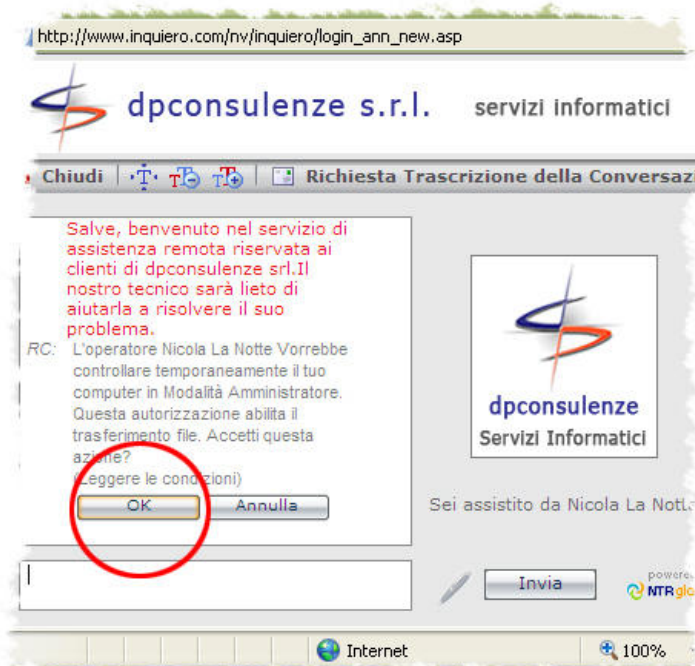 http://www.inquiero.com/nv/inquiero/login_ann_new.asp
dpconsulenze s.r.l. servizi informatici
Chiudi Richiesta Trascrizione della Conversazi
Salve, benvenuto nel servizio di
assistenza remota riservata ai
clienti di dpconsulenze srl.Il
nostro tecnico sarà lieto di
aiutarla a risolvere il suo
problema.
RC: L'operatore Nicola La Notte Vorrebbe
controllare temporaneamente il tuo
computer in Modalità Amministratore.
Questa autorizzazione abilita il
trasferimento file. Accetti questa
azione?
(Leggere le condizioni)
OK Annulla
dpconsulenze
Servizi Informatici
Sei assistito da Nicola La Nott
Invia
powere
NTRglo
Internet 100%